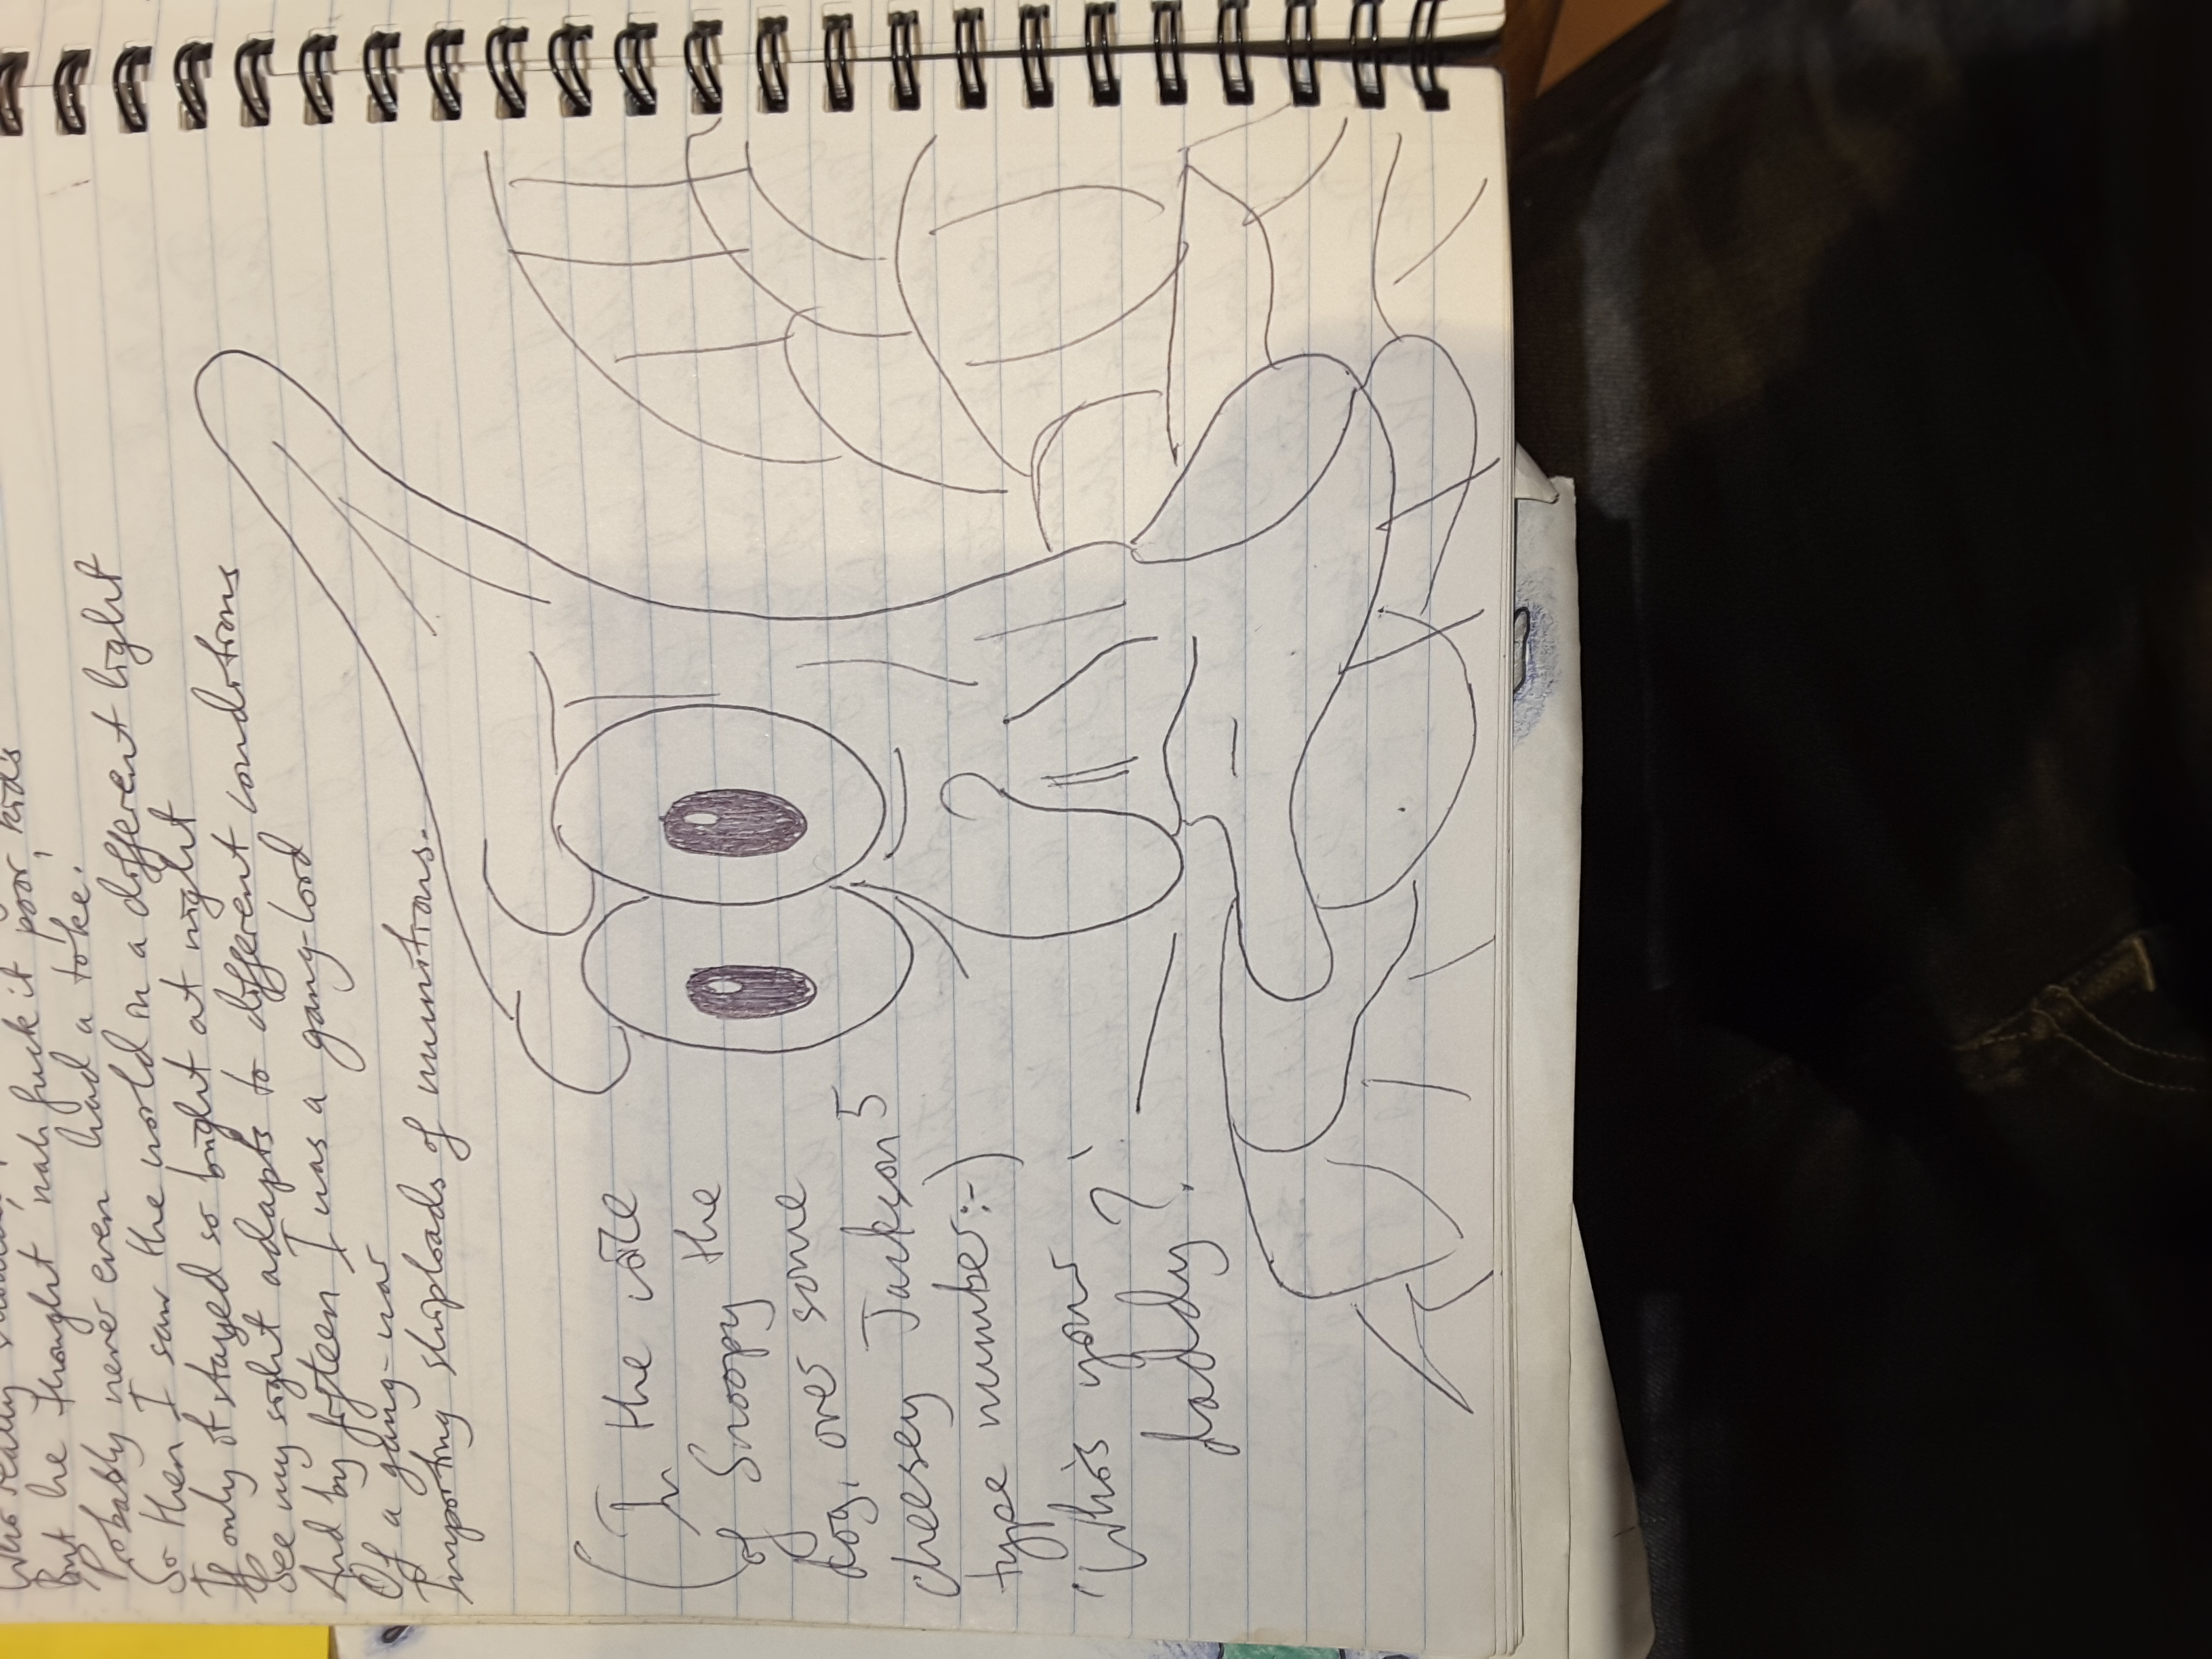 Who really
But he thought 'nah fuck it poor kids
Probably never even had a toke!'
So then I saw the world in a different light
If only it stayed so bright at night
See my sight adapts to different conditions
And by fifteen I was a gang-lord
Of a gang-war
Importing shiploads of munitions.
(In the voice
of Snoopy the
dog, over some
cheesey Jackson 5
type number:-)
'Who's your
daddy?'